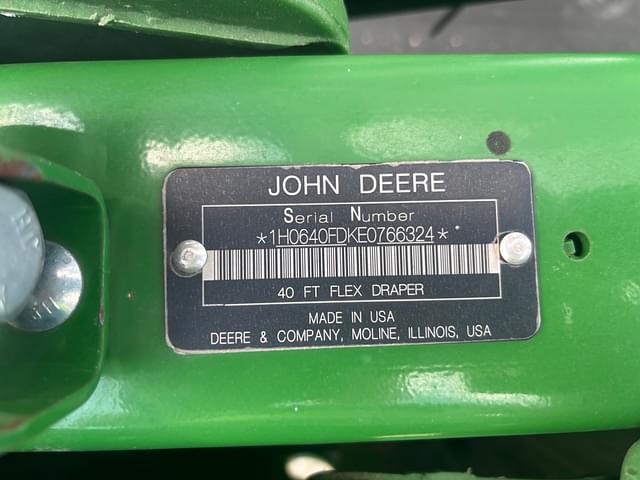 JOHN DEERE
Serial Number
*1H0640FDKE0766324*
40 FT FLEX DRAPER
MADE IN USA
DEERE & COMPANY, MOLINE, ILLINOIS, USA